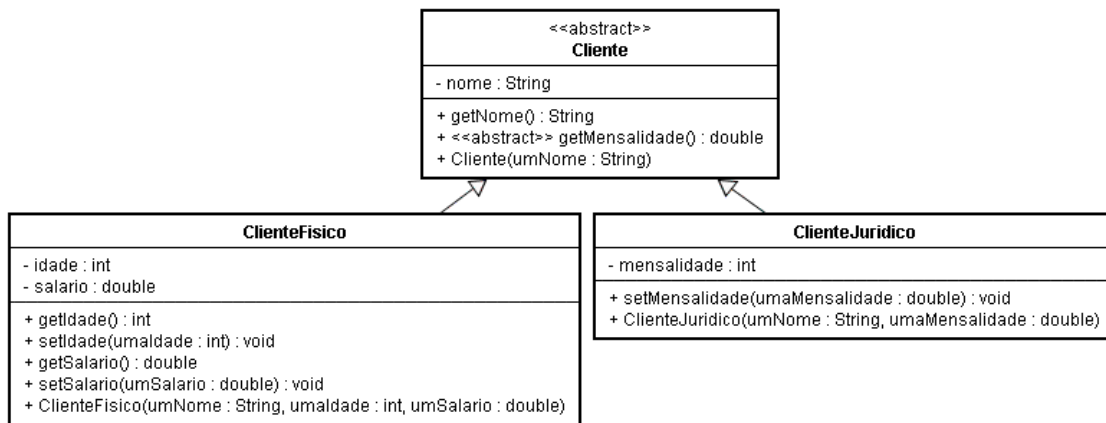 <<abstract>>
Cliente
- nome : String
+ getNome() : String
+ <<abstract>> getMensalidade() : double
+ Cliente(umNome : String)
ClienteFisico
- idade : int
- salario : double
+ getIdade() : int
+ setIdade(umaIdade : int) : void
+ getSalario() : double
+ setSalario(umSalario : double) : void
+ ClienteFisico(umNome : String, umaIdade : int, umSalario : double)
ClienteJuridico
- mensalidade : int
+ setMensalidade(umaMensalidade : double) : void
+ ClienteJuridico(umNome : String, umaMensalidade : double)